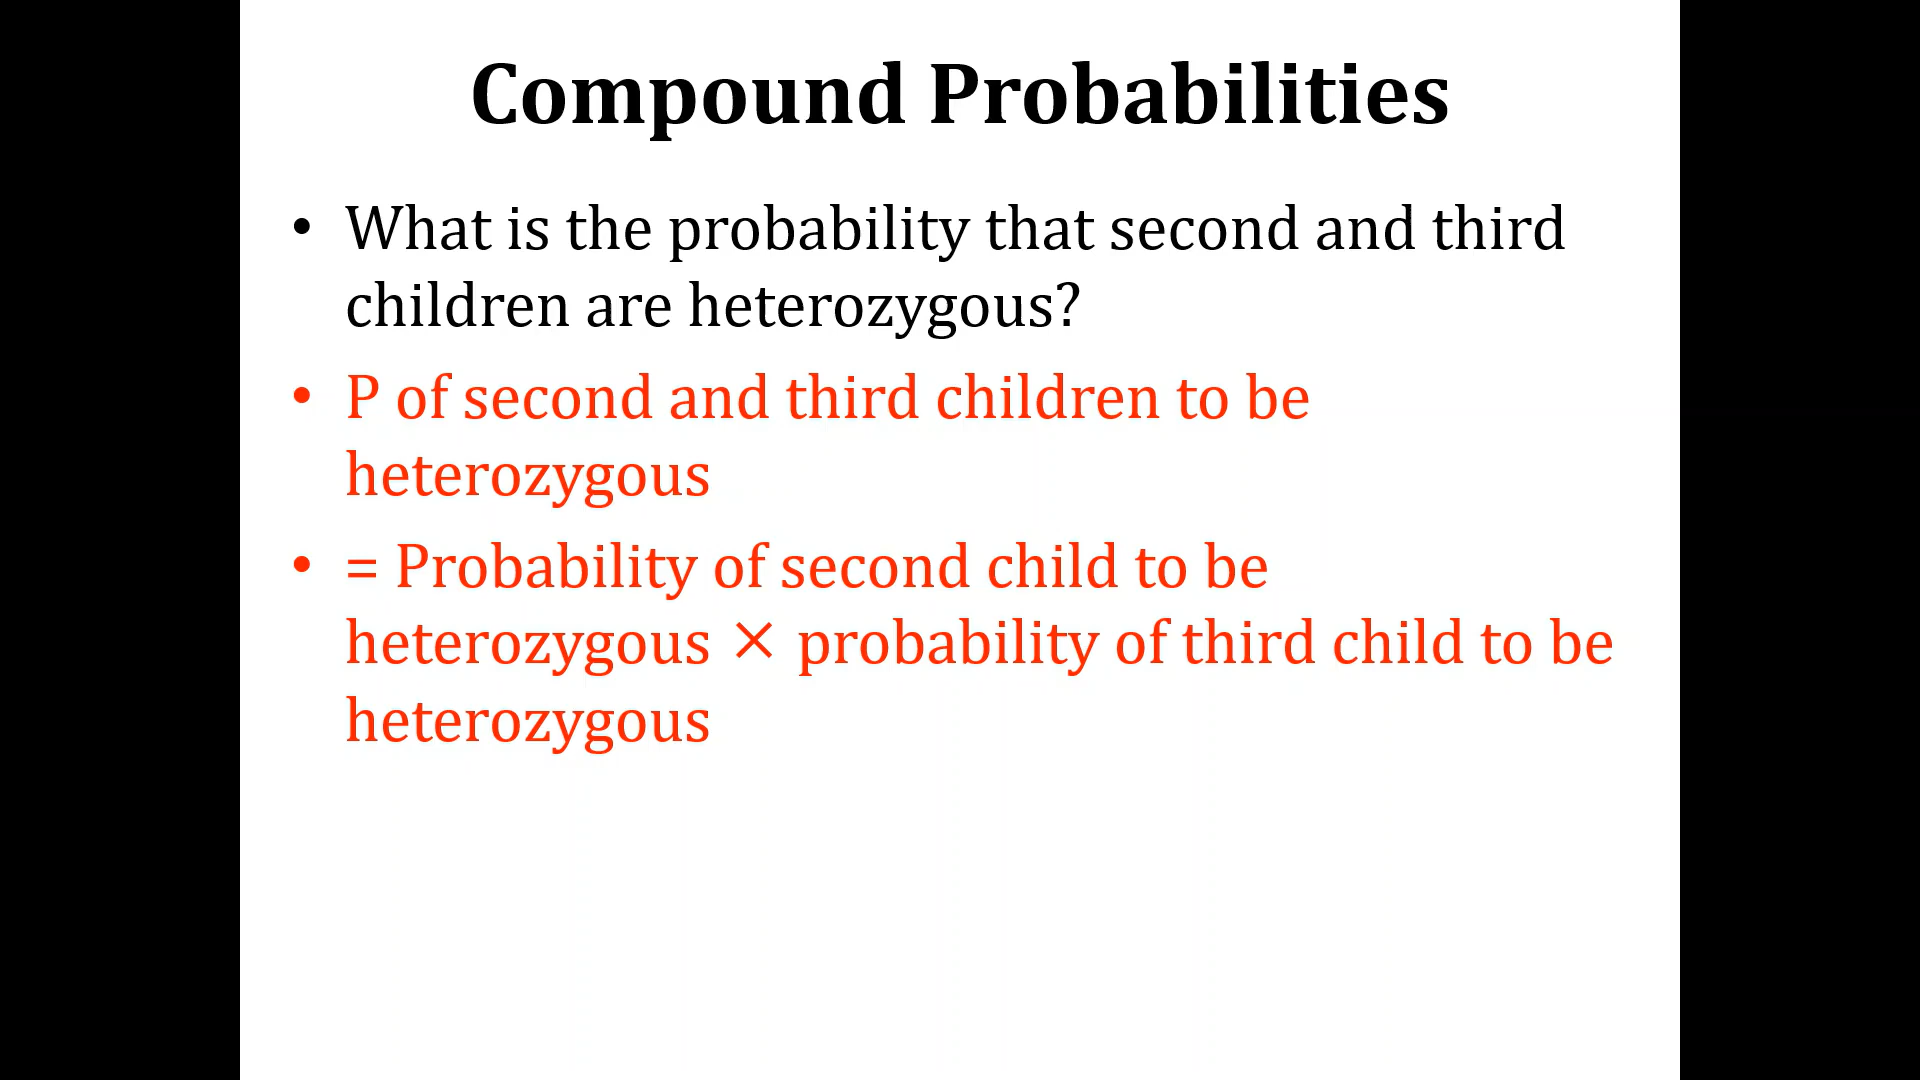 Compound Probabilities
• What is the probability that second and third
children are heterozygous?
• P of second and third children to be
heterozygous
• = Probability of second child to be
heterozygous × probability of third child to be
heterozygous